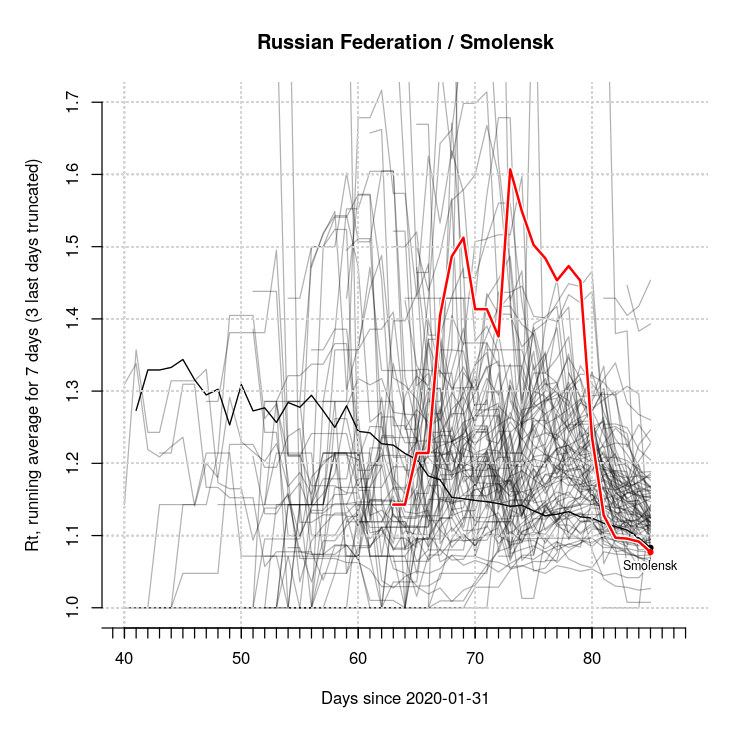 Russian Federation / Smolensk
Rt, running average for 7 days (3 last days truncated)
1.7
1.6
1.5
1.4
1.3
1.2
1.1
1.0
Smolensk
40 50 60 70 80
Days since 2020-01-31